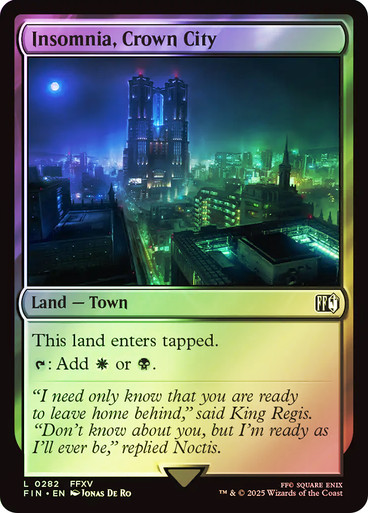 Insomnia, Crown City
Land — Town
This land enters tapped.
: Add or .
“I need only know that you are ready
to leave home behind,” said King Regis.
“Don’t know about you, but I’m ready as
I’ll ever be,” replied Noctis.
L 0282 FFXV
FIN • EN Jonas De Ro
FF© SQUARE ENIX
™ & © 2025 Wizards of the Coast